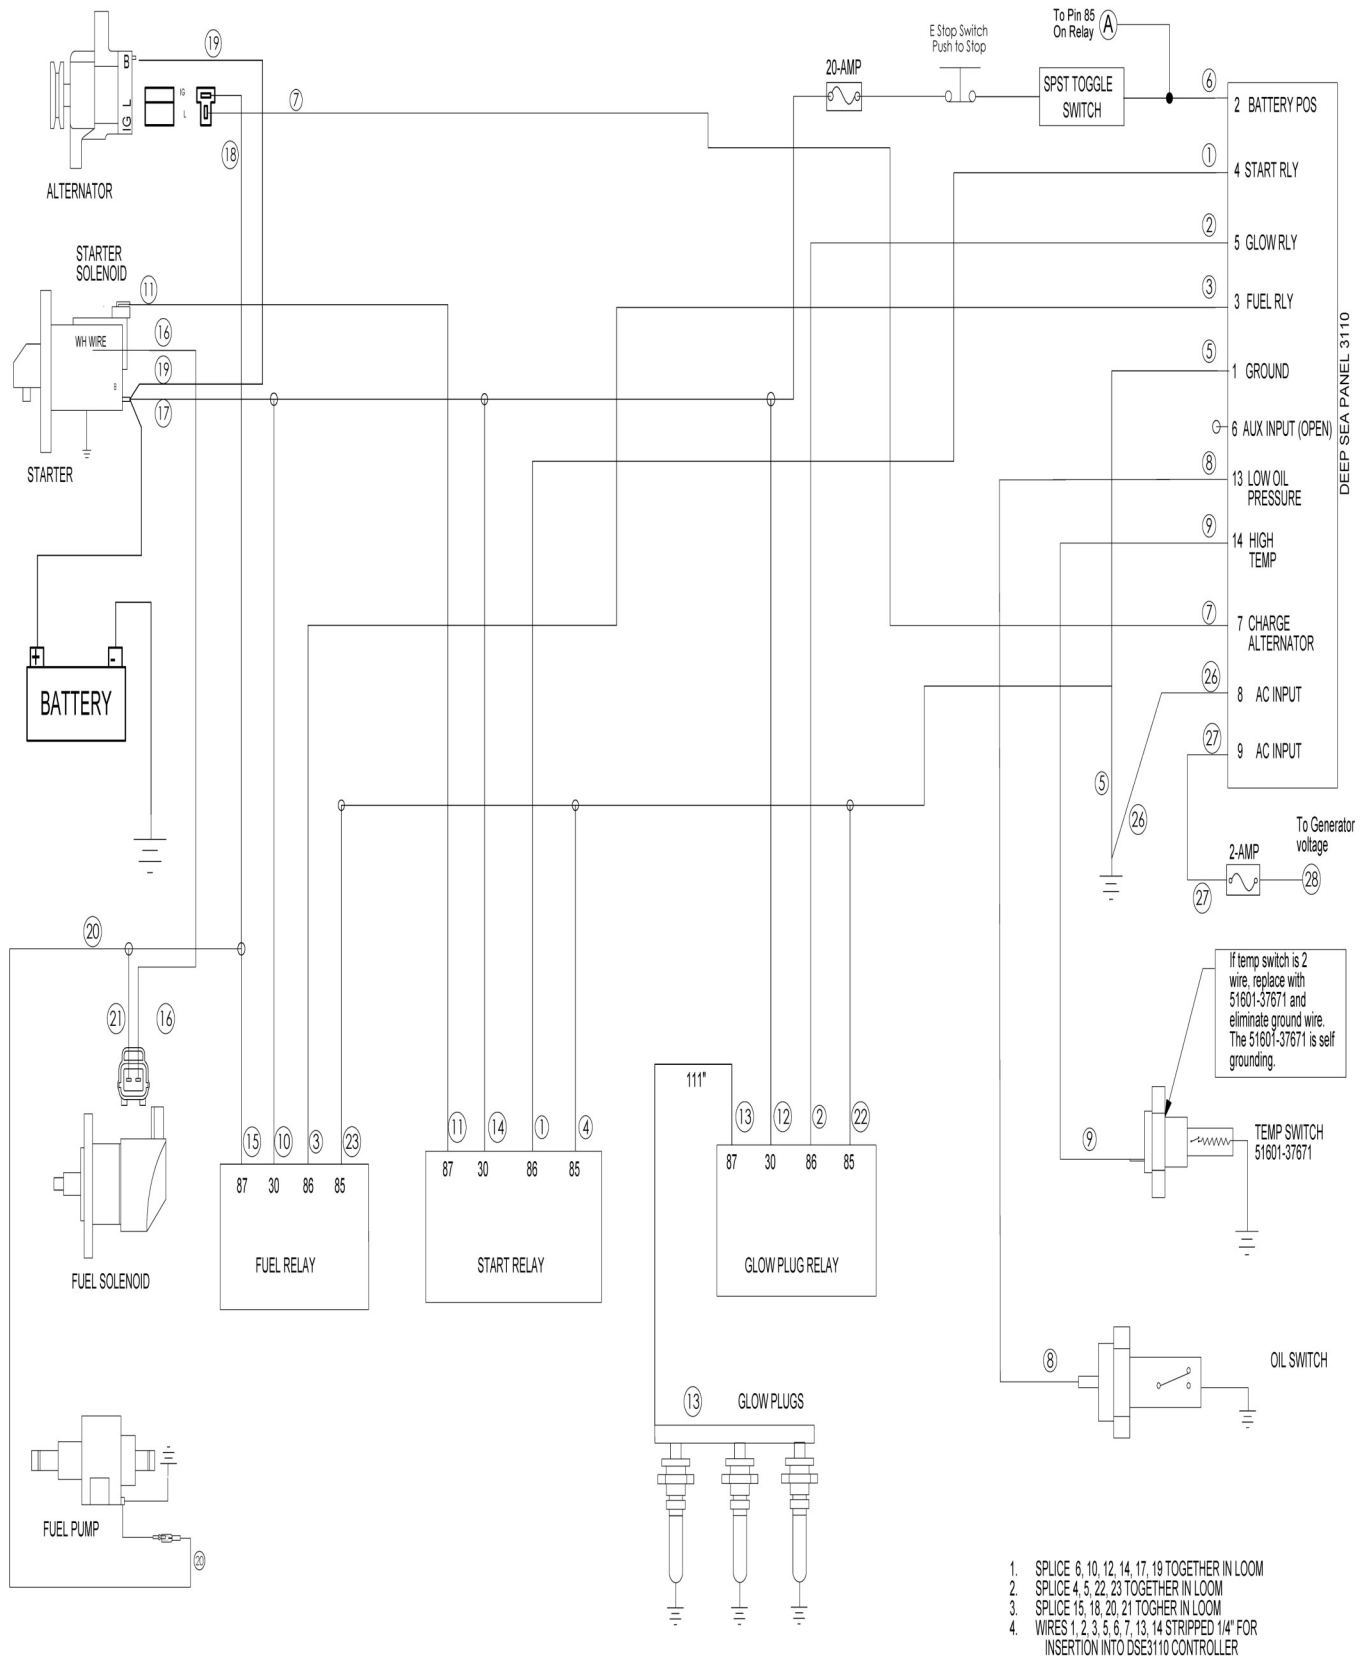 To Pin 85
On Relay
A
E Stop Switch
Push to Stop
20-AMP
SPST TOGGLE
SWITCH
6
2 BATTERY POS
1
4 START RLY
2
5 GLOW RLY
3
3 FUEL RLY
5
1 GROUND
6 AUX INPUT (OPEN)
8
13 LOW OIL
PRESSURE
9
14 HIGH
TEMP
7
7 CHARGE
ALTERNATOR
26
8 AC INPUT
27
9 AC INPUT
DEEP SEA PANEL 3110
19
B
L
IG
IG
L
7
18
ALTERNATOR
STARTER
SOLENOID
11
16
WH WIRE
19
B
17
STARTER
+
-
BATTERY
5
26
To Generator
voltage
2-AMP
28
27
20
21
16
FUEL SOLENOID
15
10
3
23
87
30
86
85
FUEL RELAY
11
14
1
4
87
30
86
85
START RELAY
111"
13
12
2
22
87
30
86
85
GLOW PLUG RELAY
If temp switch is 2
wire, replace with
51601-37671 and
eliminate ground wire.
The 51601-37671 is self
grounding.
9
TEMP SWITCH
51601-37671
8
OIL SWITCH
13
GLOW PLUGS
FUEL PUMP
20
1. SPLICE 6, 10, 12, 14, 17, 19 TOGETHER IN LOOM
2. SPLICE 4, 5, 22, 23 TOGETHER IN LOOM
3. SPLICE 15, 18, 20, 21 TOGHER IN LOOM
4. WIRES 1, 2, 3, 5, 6, 7, 13, 14 STRIPPED 1/4" FOR
INSERTION INTO DSE3110 CONTROLLER